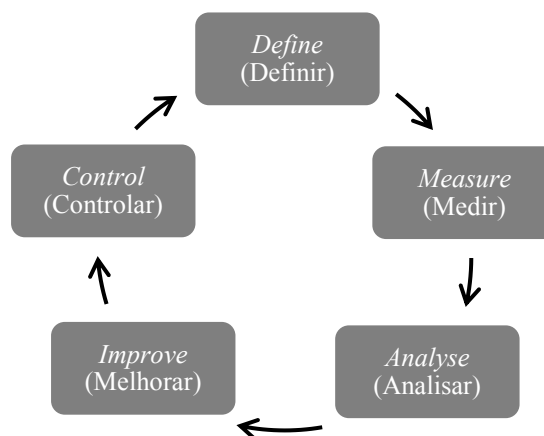 Define
(Definir)
Measure
(Medir)
Analyse
(Analisar)
Improve
(Melhorar)
Control
(Controlar)